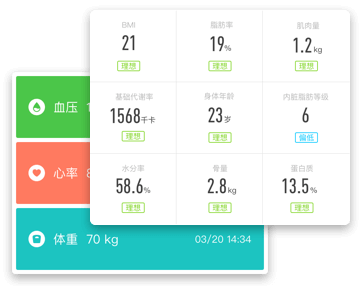 BMI 脂肪率 肌肉量
21 19% 1.2kg
理想 理想 理想
基础代谢率 身体年龄 内脏脂肪等级
1568千卡 23岁 6
理想 理想 偏低
水分率 骨量 蛋白质
58.6% 2.8kg 13.5%
理想 理想 理想
血压
心率
体重 70 kg 03/20 14:34